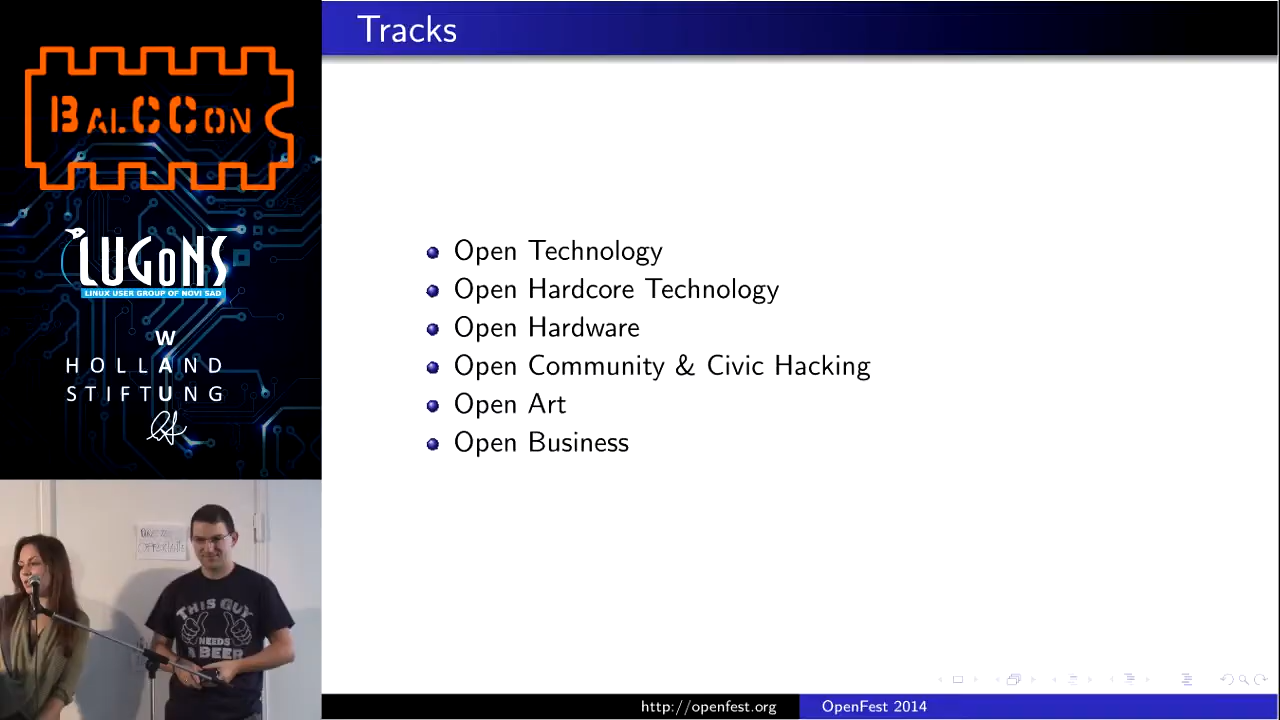 BALCCON
LUGONS
LINUX USER GROUP OF NOVI SAD
W
HOLLAND
STIFTUNG
Tracks
Open Technology
Open Hardcore Technology
Open Hardware
Open Community & Civic Hacking
Open Art
Open Business
THIS GUY
NEEDS
A BEER
http://openfest.org
OpenFest 2014